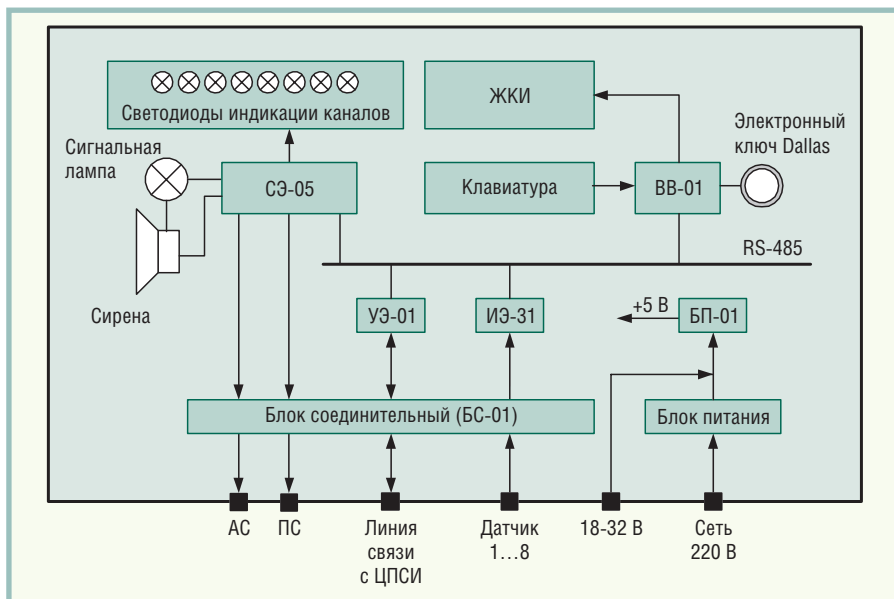 Светодиоды индикации каналов
ЖКИ
Электронный
ключ Dallas
Сигнальная
лампа
СЭ-05
Клавиатура
ВВ-01
RS-485
Сирена
УЭ-01
ИЭ-31
+5 В
БП-01
Блок соединительный (БС-01)
Блок питания
АС
ПС
Линия
связи
с ЦПСИ
Датчик
1...8
18-32 В
Сеть
220 В